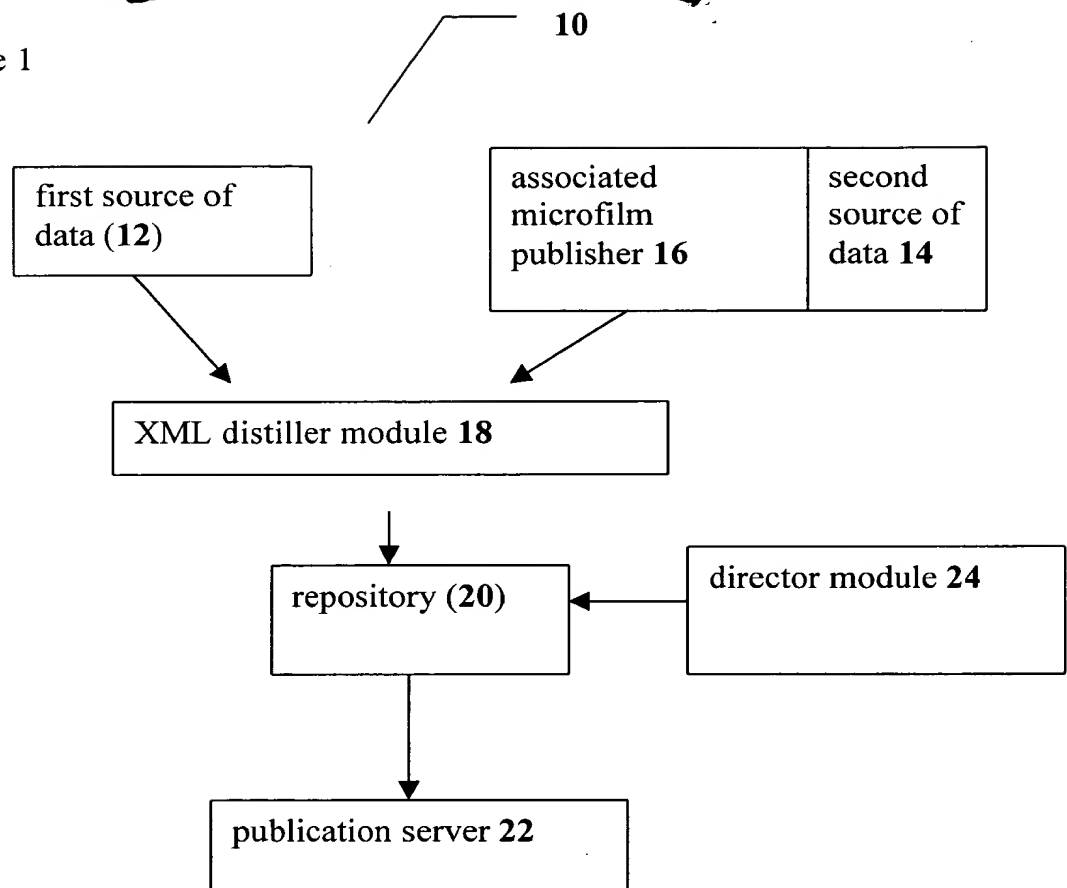 10
e 1
first source of
data (12)
associated
microfilm
publisher 16
second
source of
data 14
XML distiller module 18
repository (20)
director module 24
publication server 22